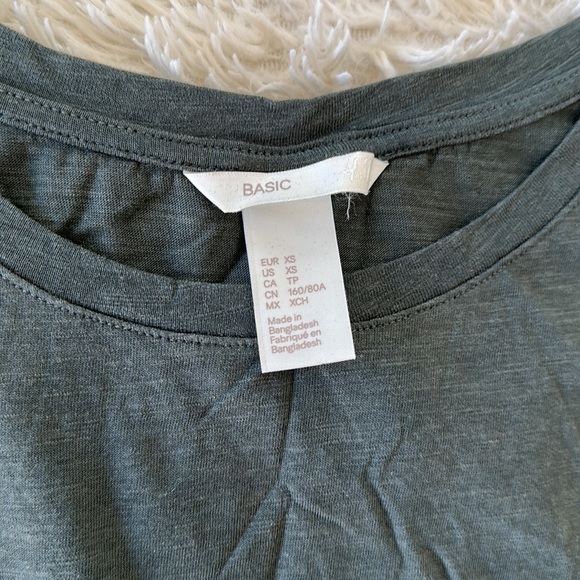 BASIC
EUR XS
US XS
CA TP
CN 160/80A
MX XCH
Made in
Bangladesh
Fabriqué en
Bangladesh